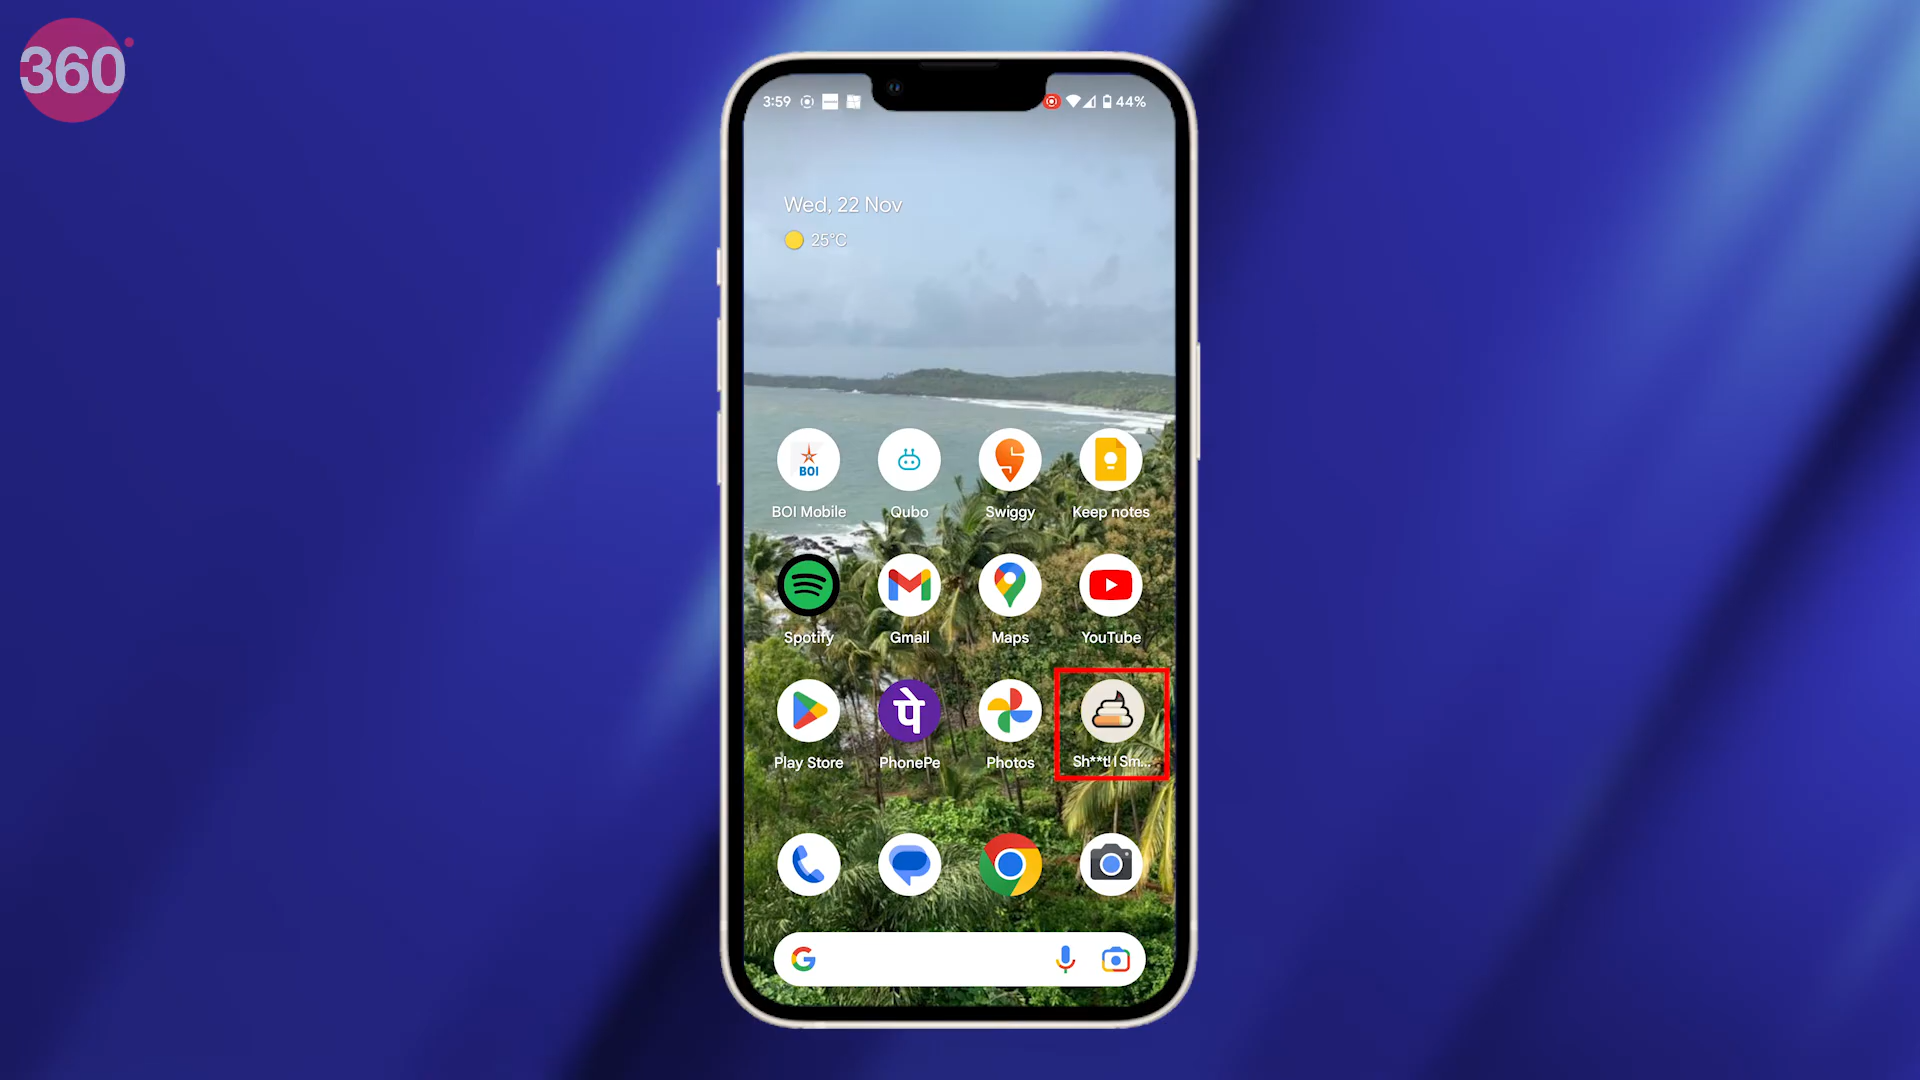 360
3:59 44%
Wed, 22 Nov
25°C
BOI
BOI Mobile Qubo Swiggy Keep notes
Spotify Gmail Maps YouTube
पे
Play Store PhonePe Photos Sh**t! I Sm...
G